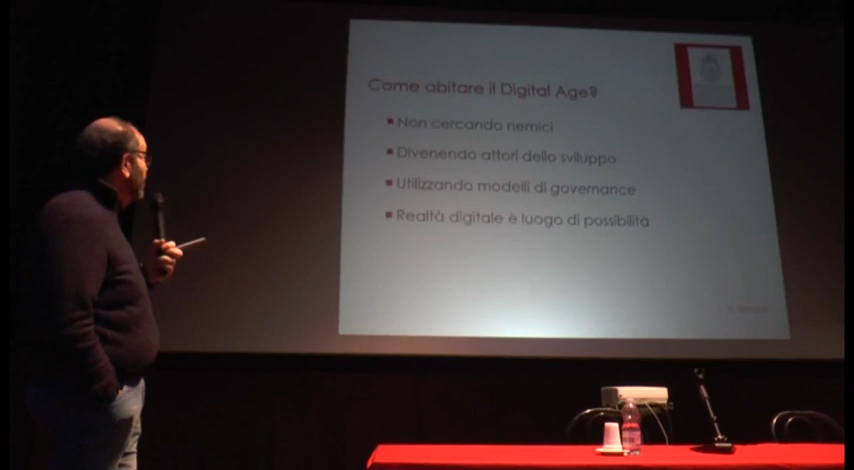 Come abitare il Digital Age?
Non cercando nemici
Divenendo attori dello sviluppo
Utilizzando modelli di governance
Realtà digitale è luogo di possibilità